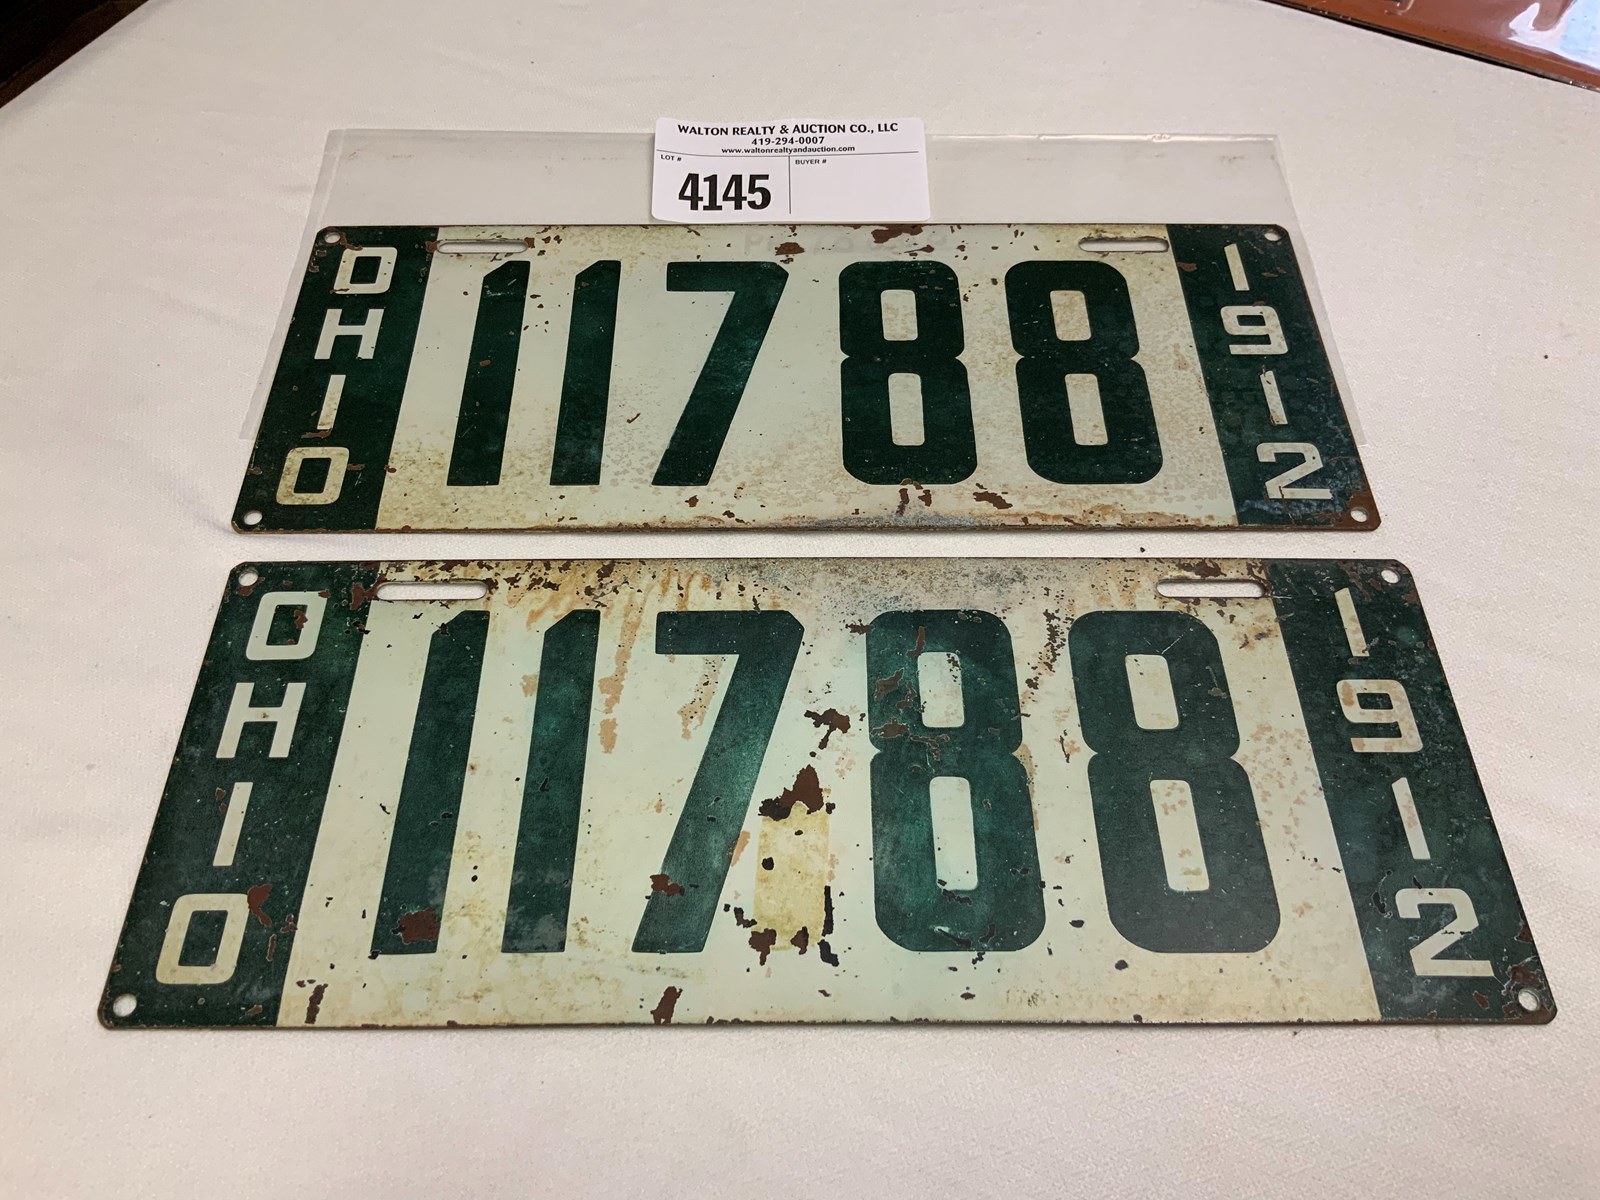 WALTON REALTY & AUCTION CO., LLC
419-294-0007
www.waltonrealtyandauction.com
LOT #
BUYER #
4145
OHIO
11788
1912
OHIO
11788
1912